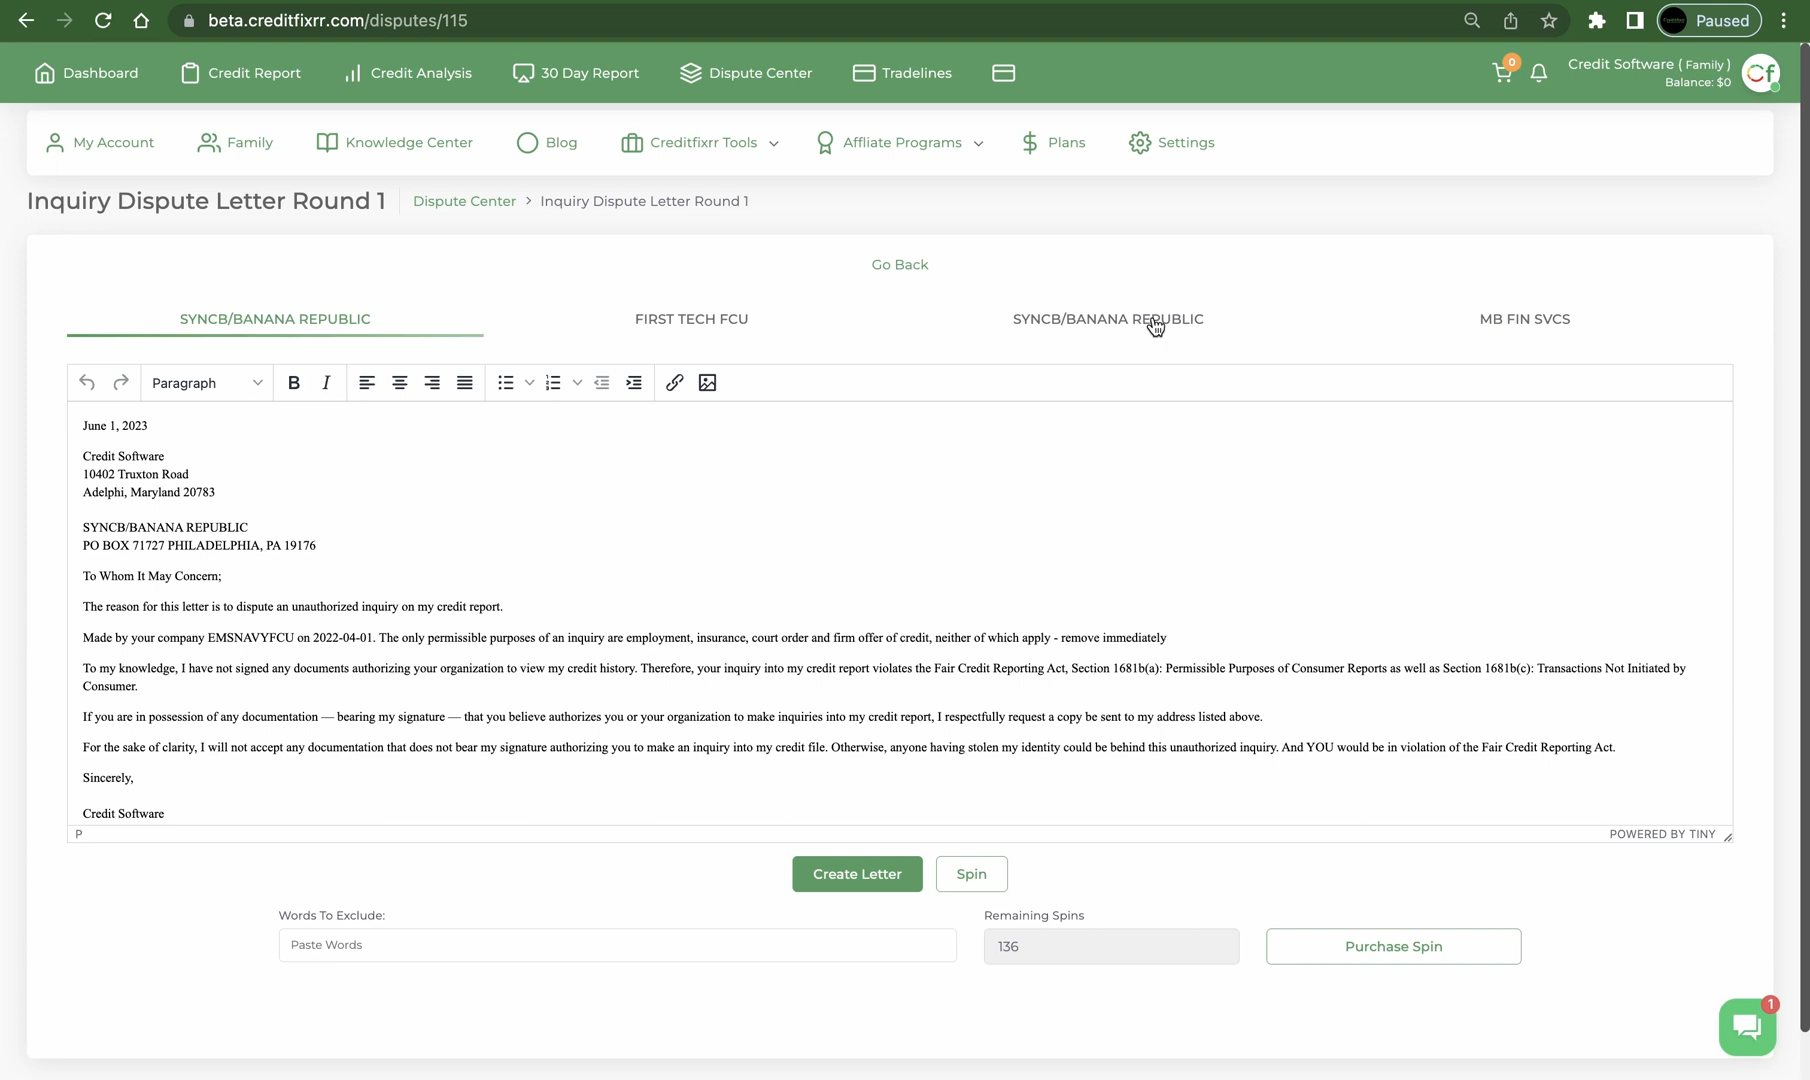 beta.creditfixrr.com/disputes/115
Paused
Dashboard
Credit Report
Credit Analysis
30 Day Report
Dispute Center
Tradelines
0
Credit Software ( Family )
Balance: $0
Cf
My Account
Family
Knowledge Center
Blog
Creditfixrr Tools
Affliate Programs
Plans
Settings
Inquiry Dispute Letter Round 1
Dispute Center > Inquiry Dispute Letter Round 1
Go Back
SYNCB/BANANA REPUBLIC
FIRST TECH FCU
SYNCB/BANANA REPUBLIC
MB FIN SVCS
Paragraph
B
I
June 1, 2023
Credit Software
10402 Truxton Road
Adelphi, Maryland 20783
SYNCB/BANANA REPUBLIC
PO BOX 71727 PHILADELPHIA, PA 19176
To Whom It May Concern;
The reason for this letter is to dispute an unauthorized inquiry on my credit report.
Made by your company EMSNAVYFCU on 2022-04-01. The only permissible purposes of an inquiry are employment, insurance, court order and firm offer of credit, neither of which apply - remove immediately
To my knowledge, I have not signed any documents authorizing your organization to view my credit history. Therefore, your inquiry into my credit report violates the Fair Credit Reporting Act, Section 1681b(a): Permissible Purposes of Consumer Reports as well as Section 1681b(c): Transactions Not Initiated by
Consumer.
If you are in possession of any documentation — bearing my signature — that you believe authorizes you or your organization to make inquiries into my credit report, I respectfully request a copy be sent to my address listed above.
For the sake of clarity, I will not accept any documentation that does not bear my signature authorizing you to make an inquiry into my credit file. Otherwise, anyone having stolen my identity could be behind this unauthorized inquiry. And YOU would be in violation of the Fair Credit Reporting Act.
Sincerely,
Credit Software
P
POWERED BY TINY
Create Letter
Spin
Words To Exclude:
Remaining Spins
Paste Words
136
Purchase Spin
1